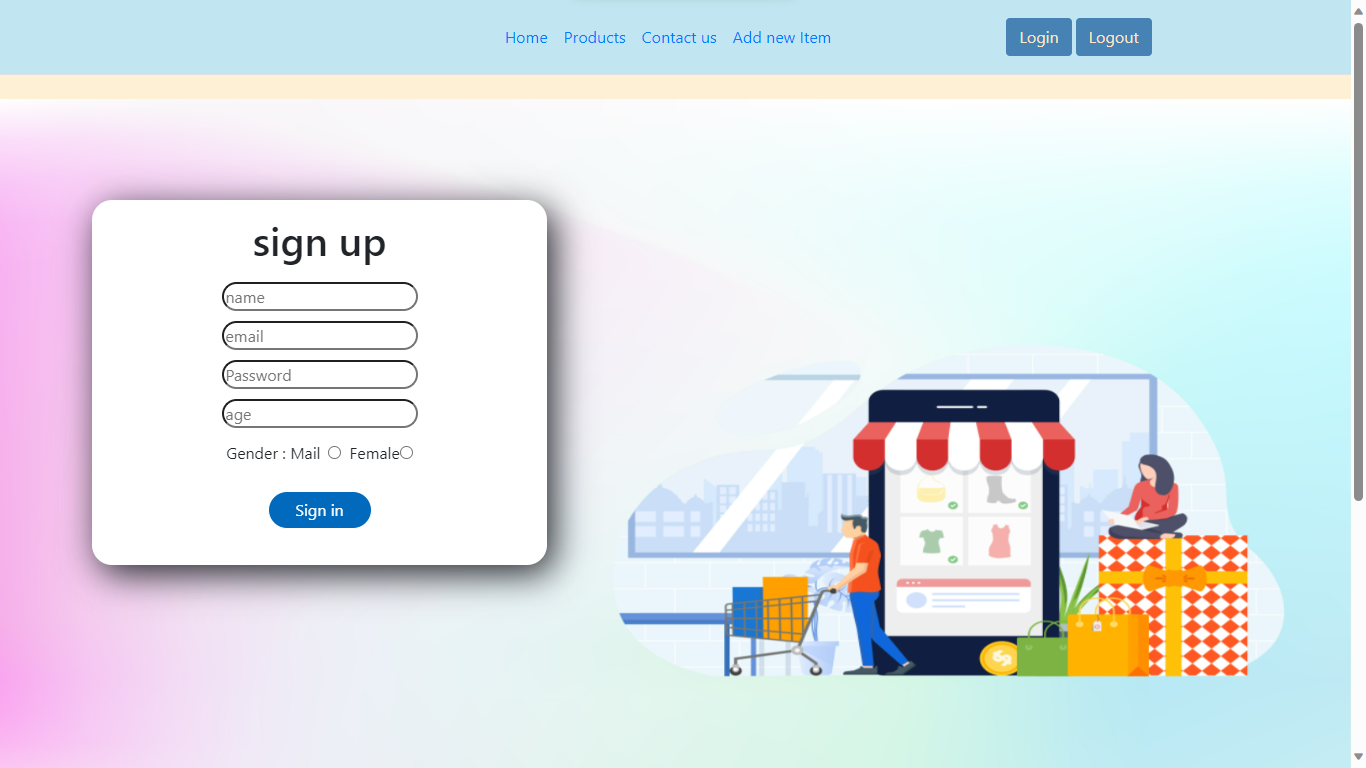 Home Products Contact us Add new Item Login Logout
sign up
name
email
Password
age
Gender : Mail Female
Sign in